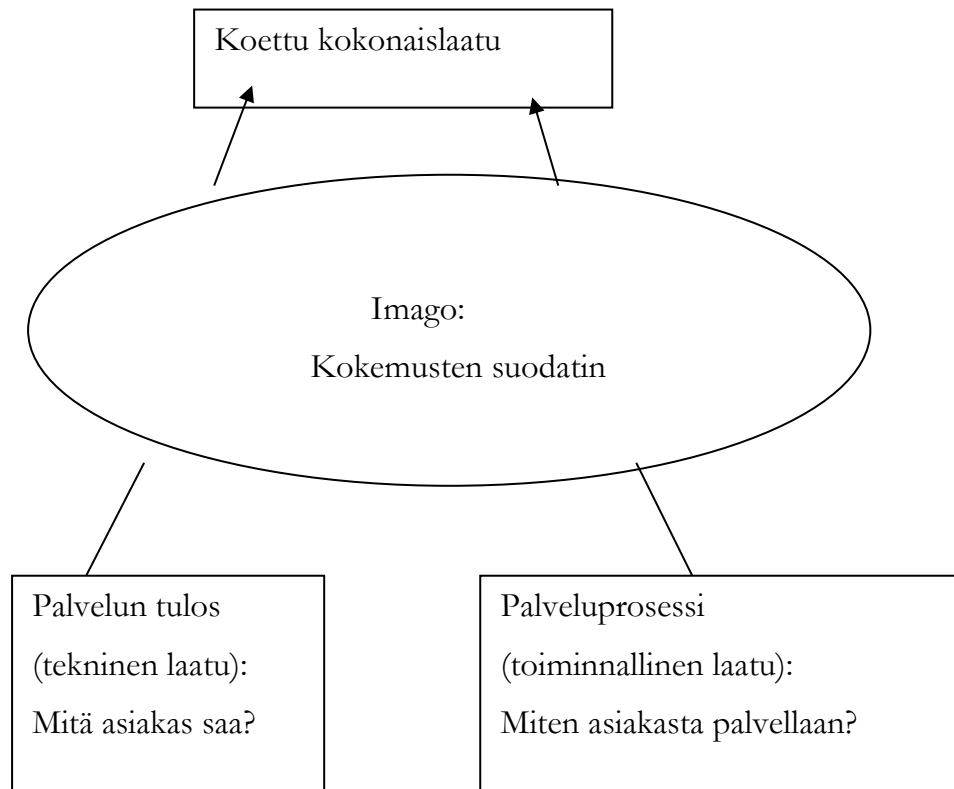 Koettu kokonaislaatu
Imago:
Kokemusten suodatin
Palvelun tulos
(tekninen laatu):
Mitä asiakas saa?
Palveluprosessi
(toiminnallinen laatu):
Miten asiakasta palvellaan?